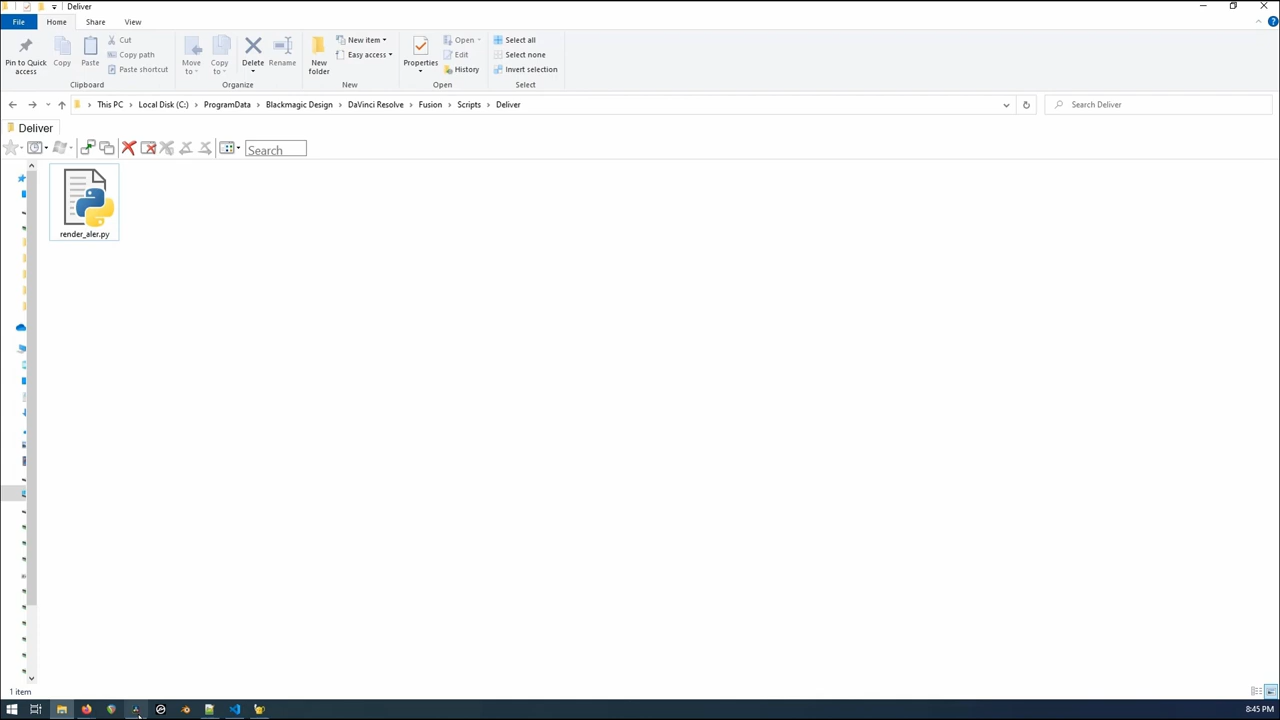 Deliver
File Home Share View
Pin to Quick access
Copy
Paste
Cut
Copy path
Paste shortcut
Clipboard
Move to
Copy to
Delete
Rename
Organize
New folder
New item
Easy access
New
Properties
Open
Edit
History
Open
Select all
Select none
Invert selection
Select
This PC Local Disk (C:) ProgramData Blackmagic Design DaVinci Resolve Fusion Scripts Deliver
Search Deliver
Deliver
Search
render_aler.py
1 item
8:45 PM